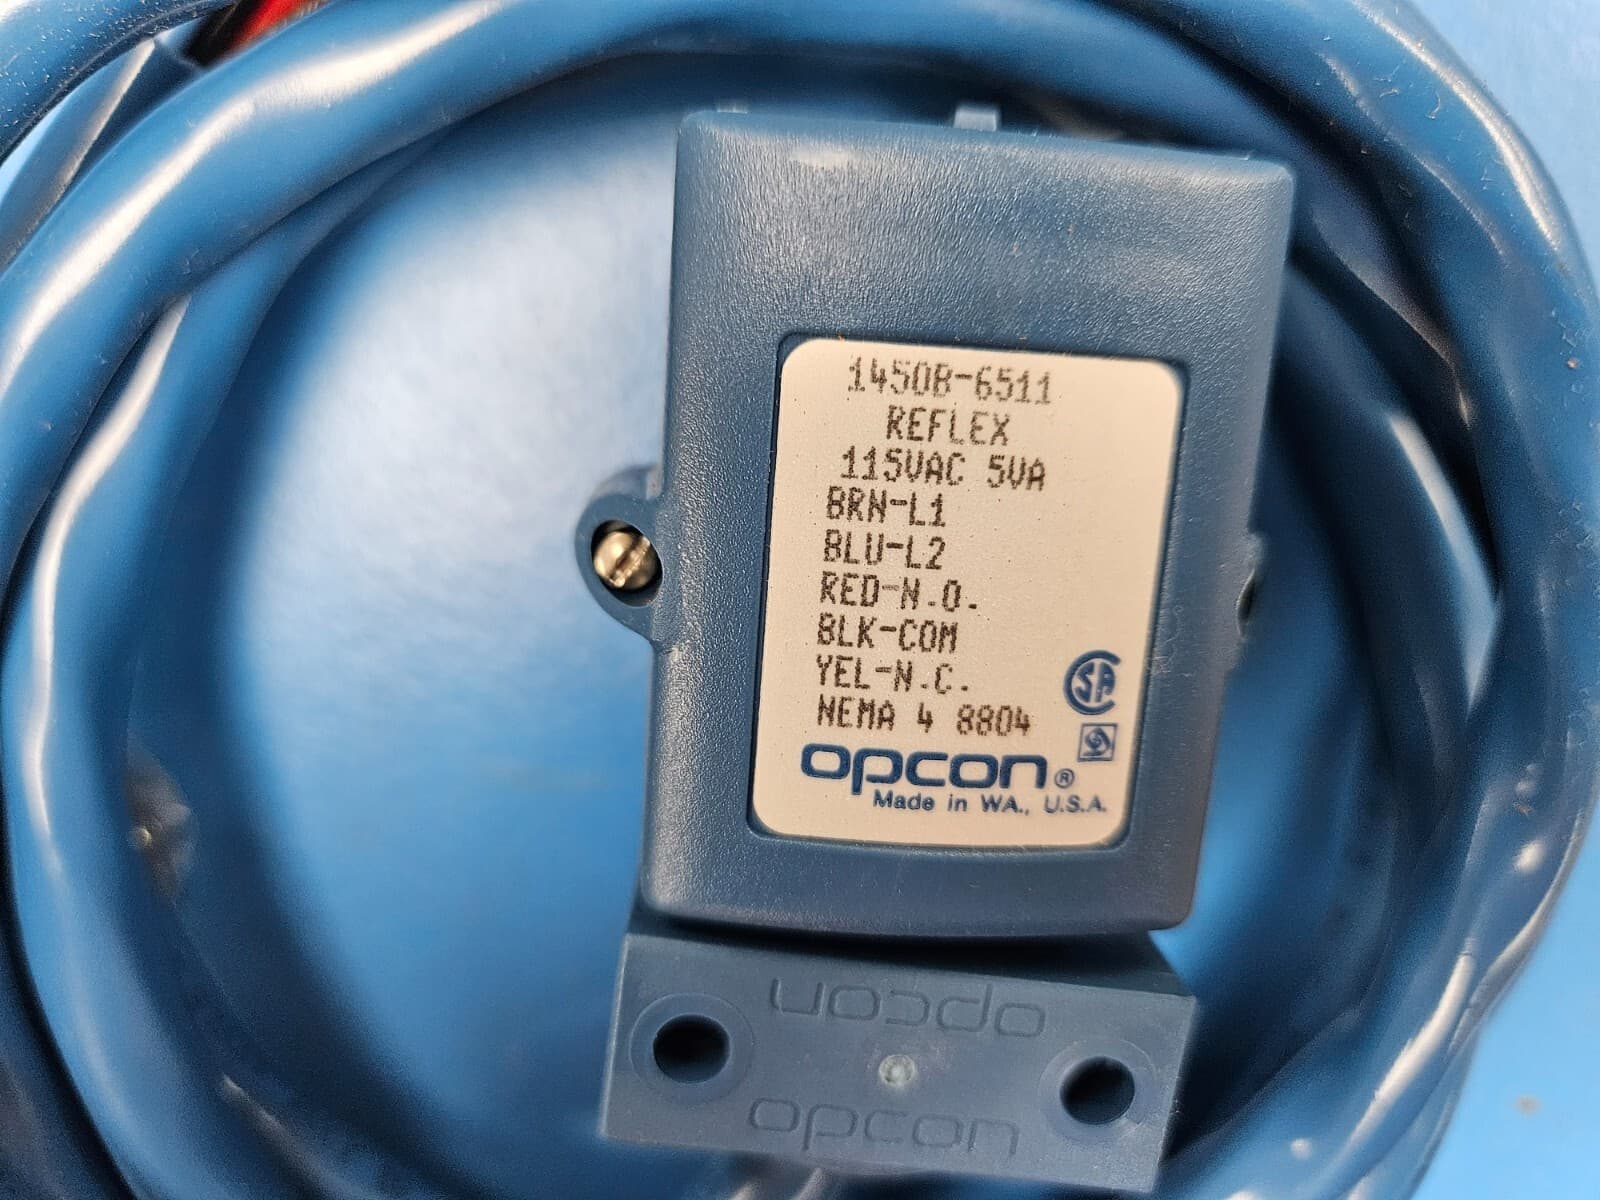 1450B-6511
REFLEX
115VAC 5VA
BRN-L1
BLU-L2
RED-N.O.
BLK-COM
YEL-N.C.
NEMA 4 8804
SA
opcon®
Made in WA., U.S.A.
opcon
opcon